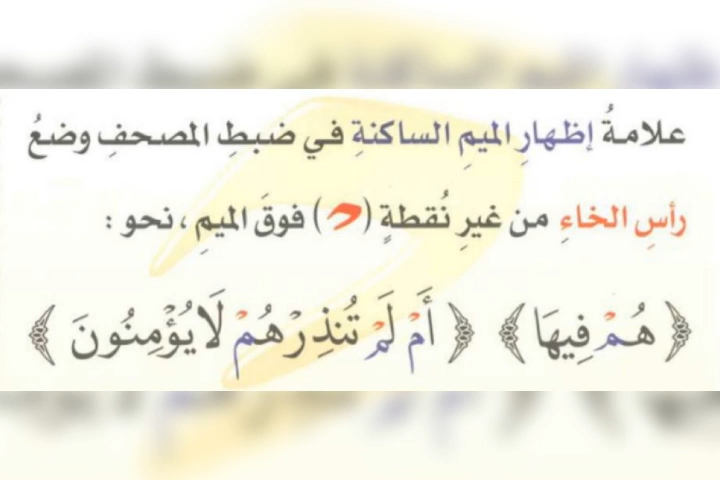 علامةُ إظهارِ الميمِ الساكنةِ في ضبطِ المصحفِ وضعُ
رأسِ الخاءِ من غيرِ نُقطةٍ (ح) فوقَ الميمِ ، نحو :
﴿ هُمْ فِيهَا ﴾ ﴿ أَمْ لَمْ تُنذِرْهُمْ لَا يُؤْمِنُونَ ﴾